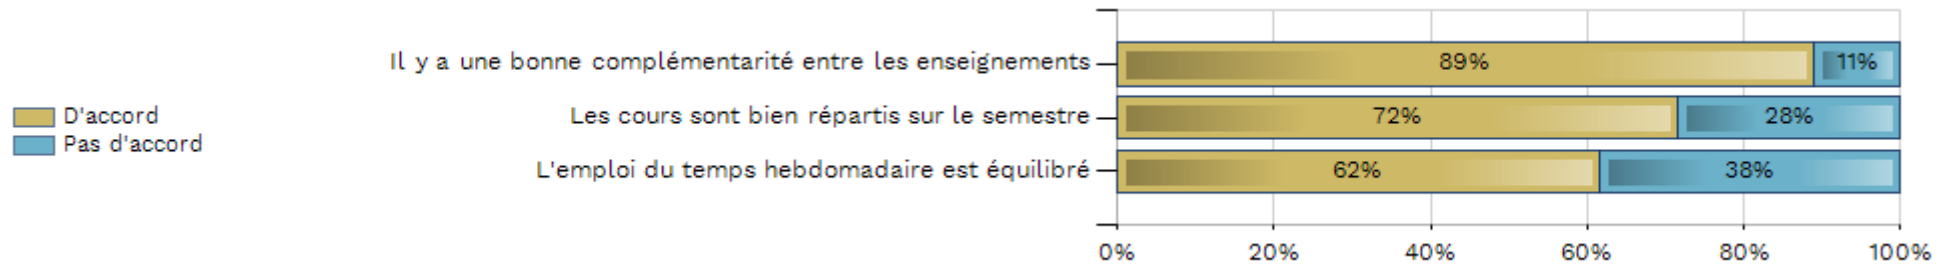 D'accord
Pas d'accord
Il y a une bonne complémentarité entre les enseignements
89%
11%
Les cours sont bien répartis sur le semestre
72%
28%
L'emploi du temps hebdomadaire est équilibré
62%
38%
0%
20%
40%
60%
80%
100%